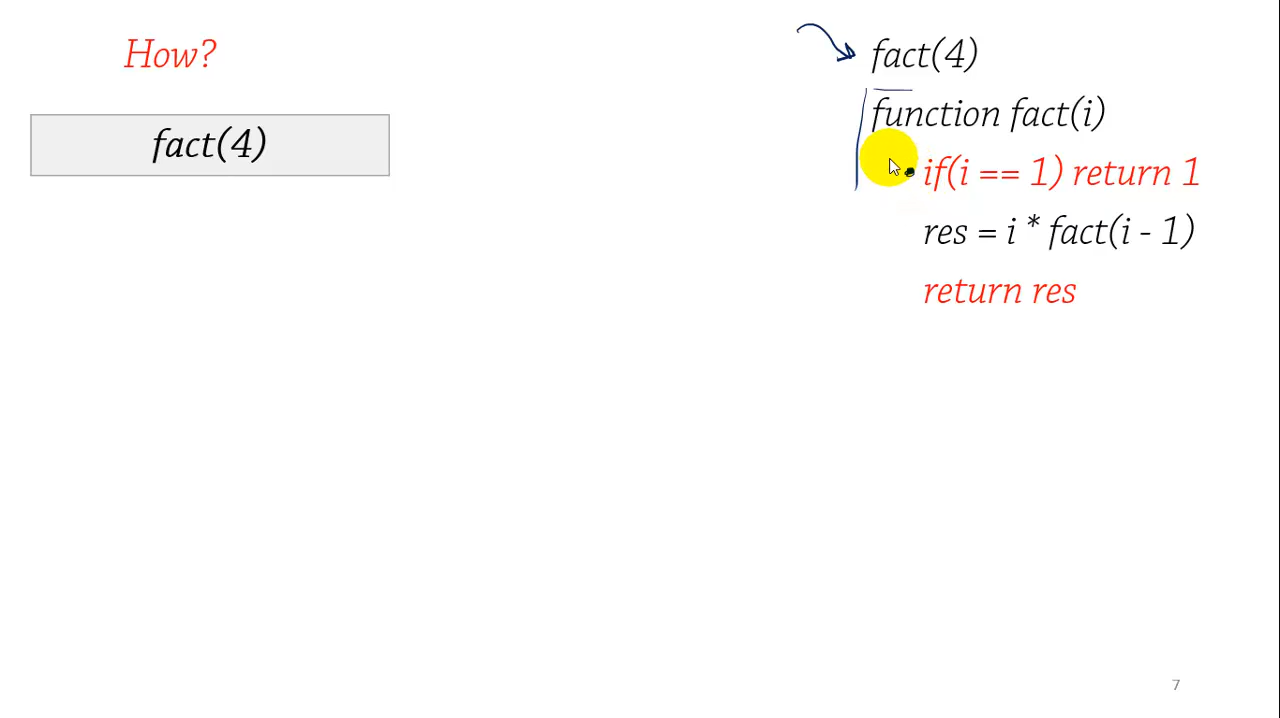 How?
fact(4)
fact(4)
function fact(i)
if(i == 1) return 1
res = i * fact(i - 1)
return res
7